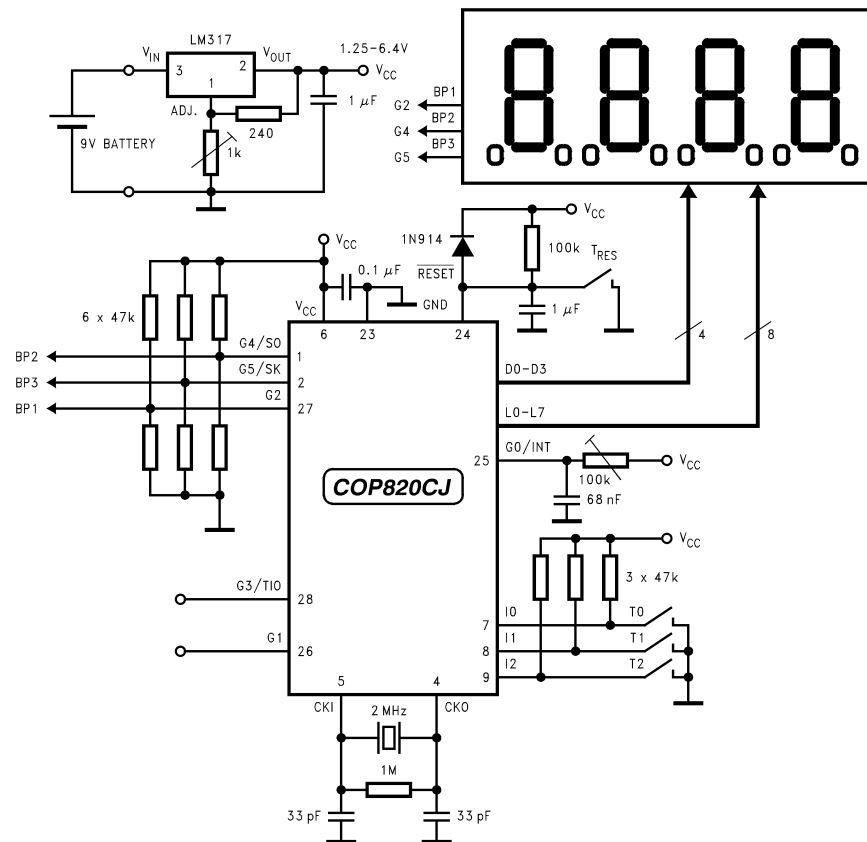 LM317
V_IN
V_OUT
1.25-6.4V
3
2
V_CC
1
ADJ.
1 μF
240
9V BATTERY
1k
BP1
G2
BP2
G4
BP3
G5
V_CC
1N914
100k
T_RES
RESET
V_CC
0.1 μF
GND
1 μF
V_CC
6
23
24
6 x 47k
4
8
G4/SO
BP2
1
G5/SK
BP3
2
G2
BP1
27
D0-D3
L0-L7
G0/INT
25
V_CC
100k
68 nF
COP820CJ
V_CC
3 x 47k
G3/TIO
28
I0
T0
7
G1
26
I1
T1
8
I2
T2
9
5
4
CKI
2 MHz
CKO
1M
33 pF
33 pF